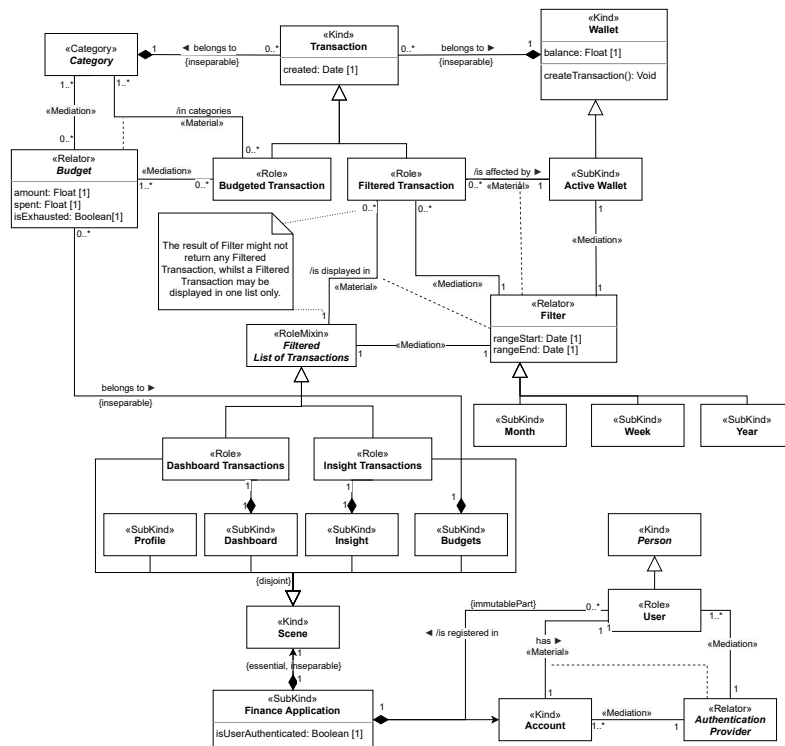 «Kind»
Wallet
balance: Float [1]
createTransaction(): Void
«Kind»
Transaction
created: Date [1]
«Category»
Category
1
◄ belongs to
0..*
{inseparable}
0..*
belongs to ►
1
{inseparable}
1..*
1..*
«Mediation»
0..*
/in categories
«Material»
0..*
«Relator»
Budget
amount: Float [1]
spent: Float [1]
isExhausted: Boolean[1]
0..*
«Mediation»
1..*
0..*
«Role»
Budgeted Transaction
«Role»
Filtered Transaction
/is affected by ►
0..*
«Material»
1
«SubKind»
Active Wallet
1
«Mediation»
1
0..*
0..*
The result of Filter might not
return any Filtered
Transaction, whilst a Filtered
Transaction may be
displayed in one list only.
/is displayed in
«Material»
1
«Mediation»
1
«RoleMixin»
Filtered
List of Transactions
1
«Mediation»
1
«Relator»
Filter
rangeStart: Date [1]
rangeEnd: Date [1]
belongs to ►
{inseparable}
«SubKind»
Month
«SubKind»
Week
«SubKind»
Year
«Role»
Dashboard Transactions
«Role»
Insight Transactions
1
1
1
1
1
«SubKind»
Profile
«SubKind»
Dashboard
«SubKind»
Insight
«SubKind»
Budgets
{disjoint}
«Kind»
Scene
1
{essential, inseparable}
1
«SubKind»
Finance Application
isUserAuthenticated: Boolean [1]
1
«Kind»
Person
{immutablePart}
0..*
◄ /is registered in
«Role»
User
1
1
1..*
has ►
«Material»
«Mediation»
1
1
«Kind»
Account
«Mediation»
1..*
1
«Relator»
Authentication
Provider